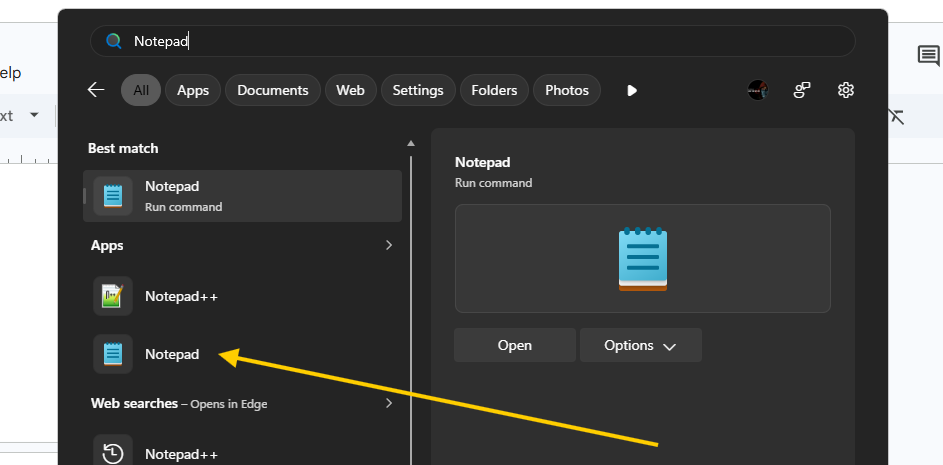 Notepad
elp
All Apps Documents Web Settings Folders Photos
xt
Best match
Notepad
Run command
Apps
Notepad++
Notepad
Web searches – Opens in Edge
Notepad++
Notepad
Run command
Open
Options